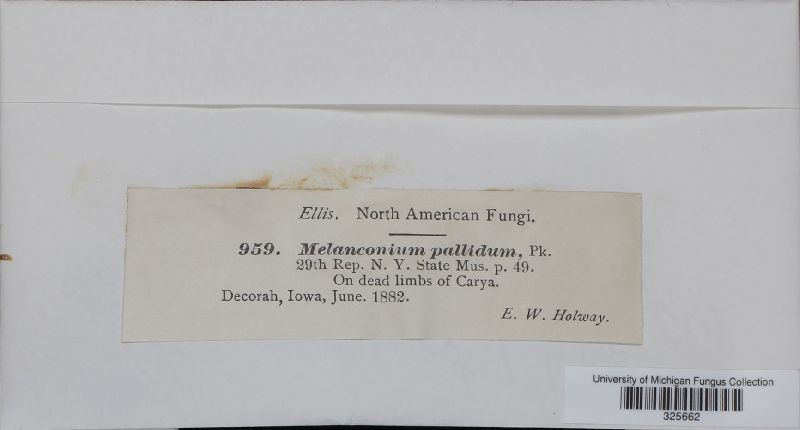 Ellis. North American Fungi.
959. Melanconium pallidum, Pk.
29th Rep. N. Y. State Mus. p. 49.
On dead limbs of Carya.
Decorah, Iowa, June. 1882.
E. W. Holway.
University of Michigan Fungus Collection
325662